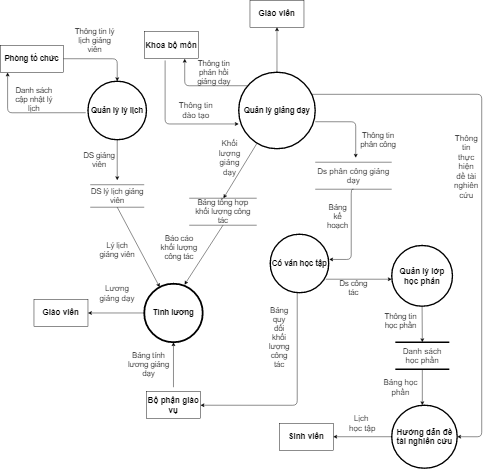 Giáo viên
Thông tin lý
lịch giảng
viên
Khoa bộ môn
Phòng tổ chức
Thông tin
phản hồi
giảng dạy
Danh sách
cập nhật lý
lịch
Quản lý lý lịch
Thông tin
đào tạo
Quản lý giảng dạy
Khối
lượng
giảng
dạy
Thông tin
phân công
Thông
tin
thực
hiện
đề tài
nghiên
cứu
DS giảng
viên
Ds phân công giảng
dạy
DS lý lịch giảng
viên
Bảng tổng hợp
khối lượng công
tác
Bảng
kế
hoạch
Lý lịch
giảng viên
Báo cáo
khối lượng
công tác
Cố vấn học tập
Quản lý lớp
học phần
Lương
giảng dạy
Ds công
tác
Giáo viên
Tính lương
Bảng
quy
đổi
khối
lượng
công
tác
Thông tin
học phần
Bảng tính
lương giảng
dạy
Danh sách
học phần
Bảng học
phần
Bộ phận giáo
vụ
Lịch
học tập
Sinh viên
Hướng dẫn đề
tài nghiên cứu